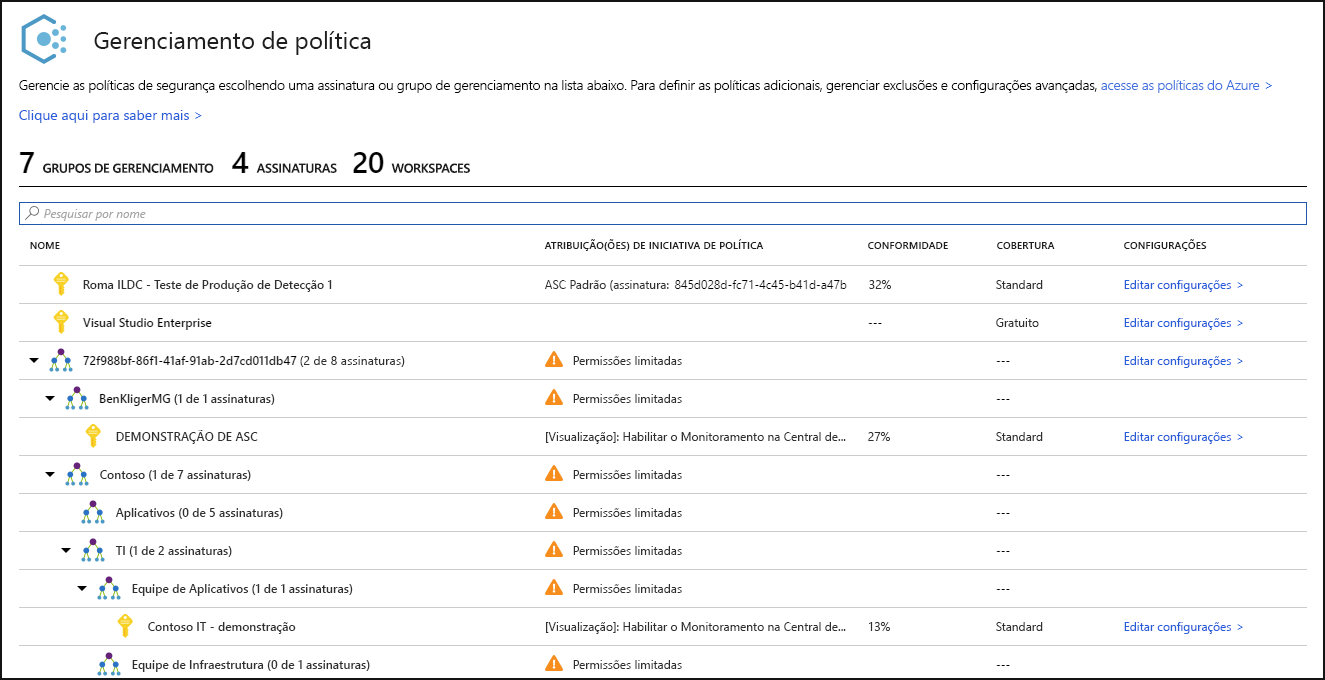 Gerenciamento de política
Gerencie as políticas de segurança escolhendo uma assinatura ou grupo de gerenciamento na lista abaixo. Para definir as políticas adicionais, gerenciar exclusões e configurações avançadas, acesse as políticas do Azure >
Clique aqui para saber mais >
7 GRUPOS DE GERENCIAMENTO 4 ASSINATURAS 20 WORKSPACES
Pesquisar por nome
NOME ATRIBUIÇÃO(ÕES) DE INICIATIVA DE POLÍTICA CONFORMIDADE COBERTURA CONFIGURAÇÕES
Roma ILDC - Teste de Produção de Detecção 1 ASC Padrão (assinatura: 845d028d-fc71-4c45-b41d-a47b 32% Standard Editar configurações >
Visual Studio Enterprise --- Gratuito Editar configurações >
72f988bf-86f1-41af-91ab-2d7cd011db47 (2 de 8 assinaturas) Permissões limitadas --- Editar configurações >
BenKligerMG (1 de 1 assinaturas) Permissões limitadas ---
DEMONSTRAÇÃO DE ASC [Visualização]: Habilitar o Monitoramento na Central de... 27% Standard Editar configurações >
Contoso (1 de 7 assinaturas) Permissões limitadas ---
Aplicativos (0 de 5 assinaturas) Permissões limitadas ---
TI (1 de 2 assinaturas) Permissões limitadas ---
Equipe de Aplicativos (1 de 1 assinaturas) Permissões limitadas ---
Contoso IT - demonstração [Visualização]: Habilitar o Monitoramento na Central de... 13% Standard Editar configurações >
Equipe de Infraestrutura (0 de 1 assinaturas) Permissões limitadas ---